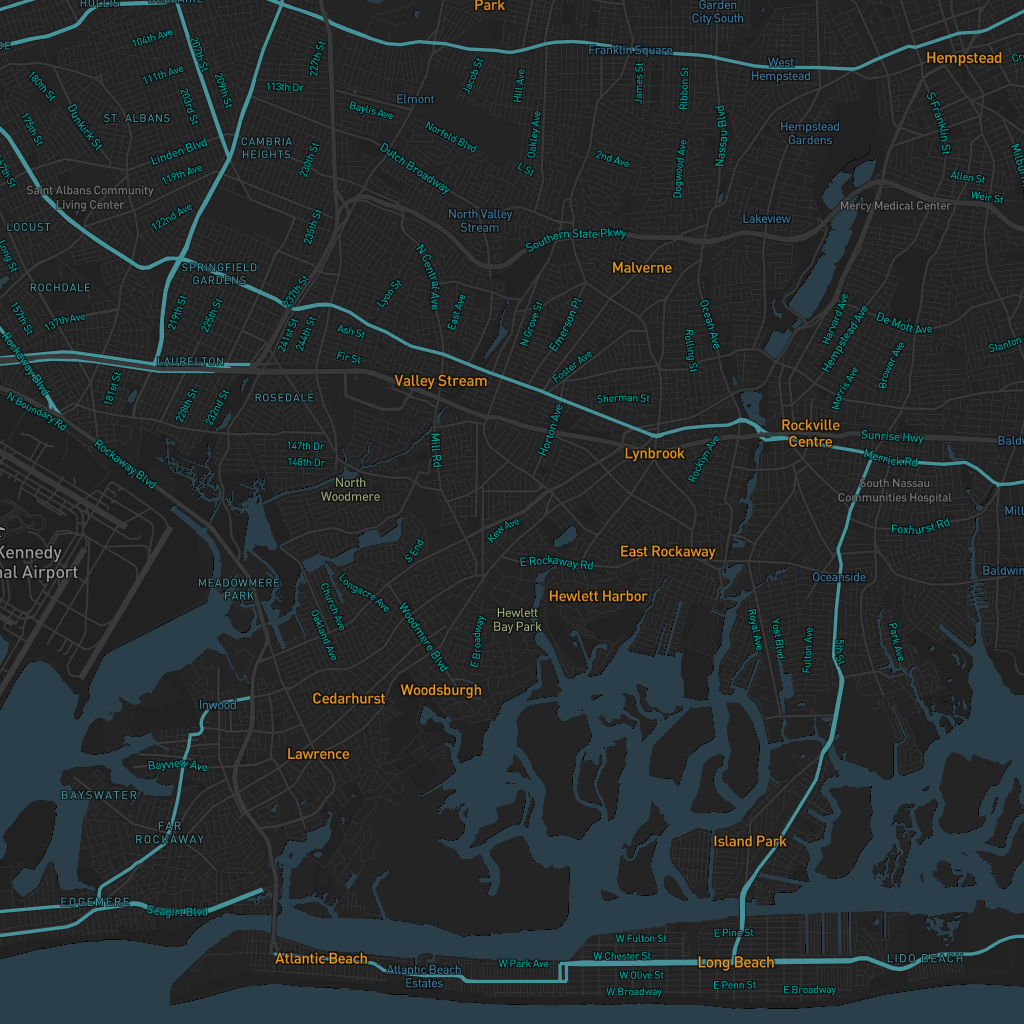 HOLLIS
Park
Garden
City South
104th Ave
207th St
227th St
Jacob St
Hill Ave
Franklin Square
James St
Ribbon St
West
Hempstead
Hempstead
180th St
111th Ave
209th St
113th Dr
Elmont
175th St
Dunkirk St
203rd St
ST. ALBANS
Baylis Ave
Norfeld Blvd
Oakley Ave
Nassau Blvd
Hempstead
Gardens
S Franklin St
CAMBRIA
HEIGHTS
Linden Blvd
119th Ave
230th St
Dutch Broadway
L St
2nd Ave
Dogwood Ave
Allen St
Weir St
Saint Albans Community
Living Center
122nd Ave
235th St
North Valley
Stream
Southern State Pkwy
Lakeview
Mercy Medical Center
LOCUST
Long St
SPRINGFIELD
GARDENS
Malverne
ROCHDALE
237th St
Lyon St
N Central Ave
East Ave
N Grove St
Emerson Pl
Ocean Ave
Harvard Ave
Hempstead Ave
De Mott Ave
157th St
137th Ave
219th St
225th St
241st St
244th St
Ash St
Fir St
Rolling St
Stanton
Rockaway Blvd
LAURELTON
Foster Ave
Brower Ave
Morris Ave
181st St
Valley Stream
N Boundary Rd
228th St
232nd St
ROSEDALE
Sherman St
Horton Ave
Rockville
Centre
Sunrise Hwy
Rockaway Blvd
147th Dr
148th Dr
Mill Rd
Lynbrook
Rocklyn Ave
Merrick Rd
North
Woodmere
South Nassau
Communities Hospital
Kew Ave
Foxhurst Rd
Kennedy
S End
E Rockaway Rd
East Rockaway
Oceanside
Baldwin
MEADOWMERE
PARK
Longacre Ave
Church Ave
Oakland Ave
Woodmere Blvd
E Broadway
Hewlett Harbor
Hewlett
Bay Park
Royal Ave
Yost Blvd
Fulton Ave
5th St
Park Ave
Woodsburgh
Cedarhurst
Inwood
Lawrence
Bayview Ave
BAYSWATER
FAR
ROCKAWAY
Island Park
EDGEMERE
Seagirt Blvd
W Fulton St
E Pine St
Atlantic Beach
Atlantic Beach
Estates
W Park Ave
W Chester St
W Olive St
W Broadway
Long Beach
E Penn St
E Broadway
LIDO BEACH